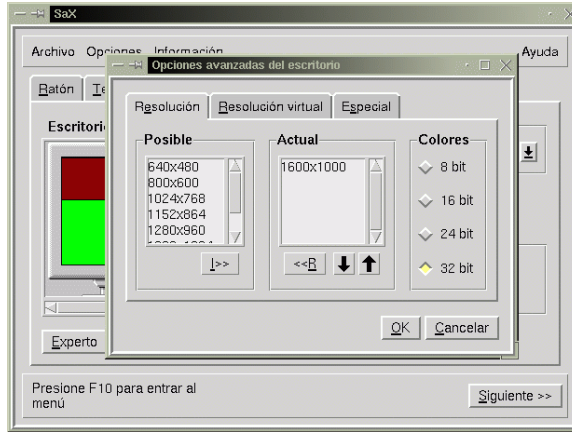 SaX
Archivo Opciones Información Ayuda
Opciones avanzadas del escritorio
Ratón
Resolución Resolución virtual Especial
Escritorio
Posible Actual Colores
640x480 1600x1000 8 bit
800x600
1024x768 16 bit
1152x864
1280x960 24 bit
I>> <<R 32 bit
OK Cancelar
Experto
Presione F10 para entrar al
menú
Siguiente >>